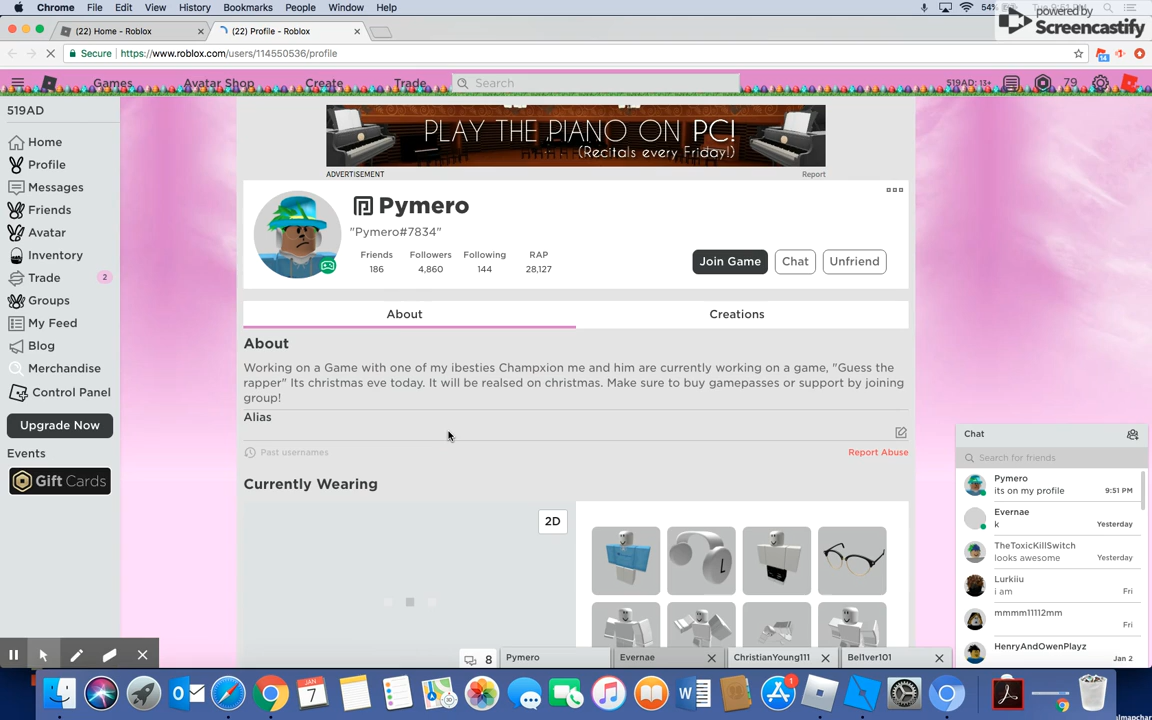 Chrome File Edit View History Bookmarks People Window Help 54% Tue 9:51 PM
powered by
Screencastify
(22) Home - Roblox (22) Profile - Roblox
Secure https://www.roblox.com/users/114550536/profile
14
Games Avatar Shop Create Trade Search 519AD: 13+ 79
519AD
Home
Profile
Messages
Friends
Avatar
Inventory
Trade 2
Groups
My Feed
Blog
Merchandise
Control Panel
Upgrade Now
Events
Gift Cards
PLAY THE PIANO ON PC!
(Recitals every Friday!)
ADVERTISEMENT Report
Pymero
"Pymero#7834"
Friends Followers Following RAP
186 4,860 144 28,127
Join Game Chat Unfriend
About Creations
About
Working on a Game with one of my ibesties Champxion me and him are currently working on a game, "Guess the
rapper" Its christmas eve today. It will be realsed on christmas. Make sure to buy gamepasses or support by joining
group!
Alias
Past usernames Report Abuse
Currently Wearing
2D
L
Chat
Search for friends
Pymero
its on my profile 9:51 PM
Evernae
k Yesterday
TheToxicKillSwitch
looks awesome Yesterday
Lurkiiu
i am Fri
mmmm11112mm
Fri
HenryAndOwenPlayz
Jan 2
8 Pymero Evernae ChristianYoung111 Bel1ver101
JAN
7
1